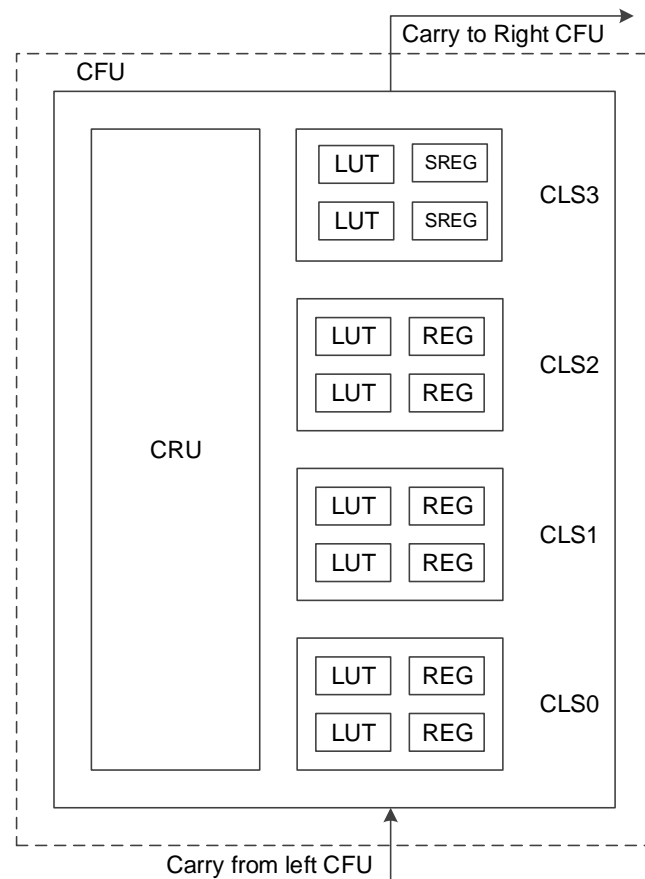 Carry to Right CFU
CFU
LUT SREG
CLS3
LUT SREG
LUT REG
CLS2
LUT REG
CRU
LUT REG
CLS1
LUT REG
LUT REG
CLS0
LUT REG
Carry from left CFU